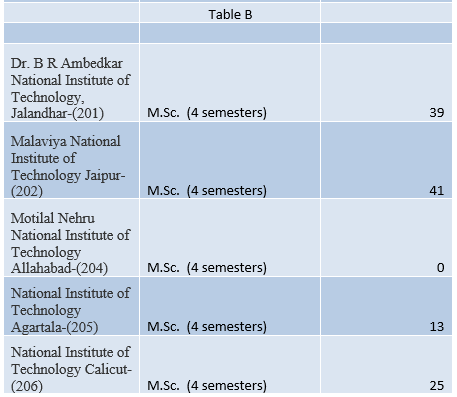 Table B
Dr. B R Ambedkar
National Institute of
Technology,
Jalandhar-(201) M.Sc. (4 semesters) 39
Malaviya National
Institute of
Technology Jaipur-
(202) M.Sc. (4 semesters) 41
Motilal Nehru
National Institute of
Technology
Allahabad-(204) M.Sc. (4 semesters) 0
National Institute of
Technology
Agartala-(205) M.Sc. (4 semesters) 13
National Institute of
Technology Calicut-
(206) M.Sc. (4 semesters) 25